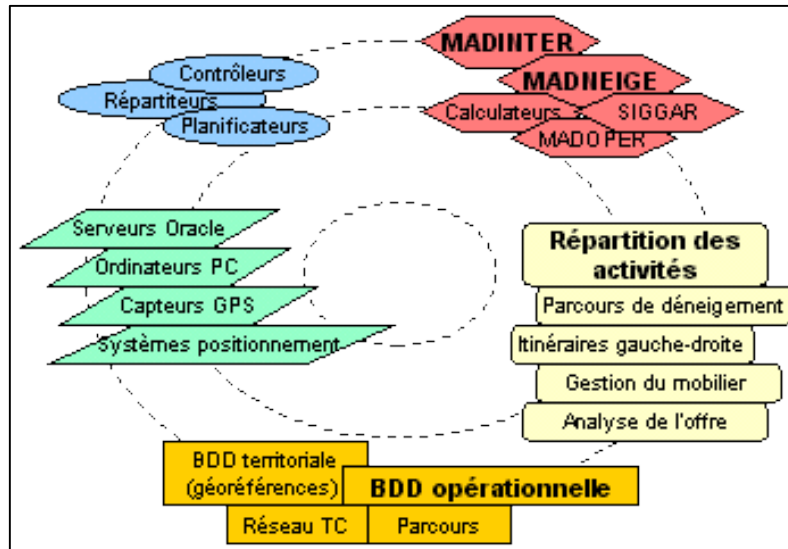 Contrôleurs
Répartiteurs
Planificateurs
MADINTER
MADNEIGE
Calculateurs
SIGGAR
MADOPER
Serveurs Oracle
Ordinateurs PC
Capteurs GPS
Systèmes positionnement
Répartition des
activités
Parcours de déneigement
Itinéraires gauche-droite
Gestion du mobilier
Analyse de l'offre
BDD territoriale
(géoréférences)
BDD opérationnelle
Réseau TC
Parcours